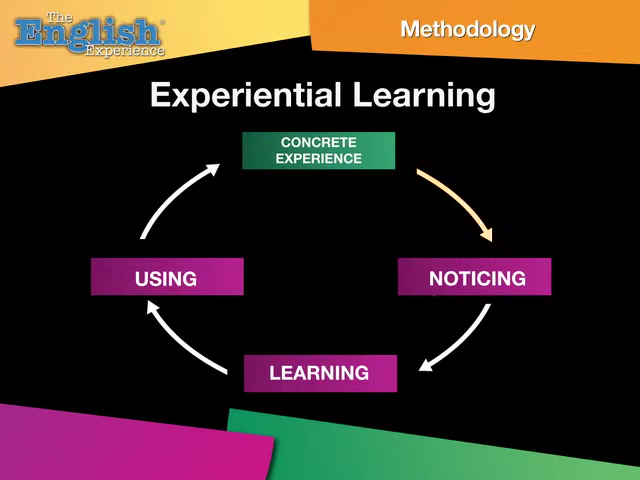 The
English®
Experience
Methodology
Experiential Learning
CONCRETE
EXPERIENCE
USING
NOTICING
LEARNING